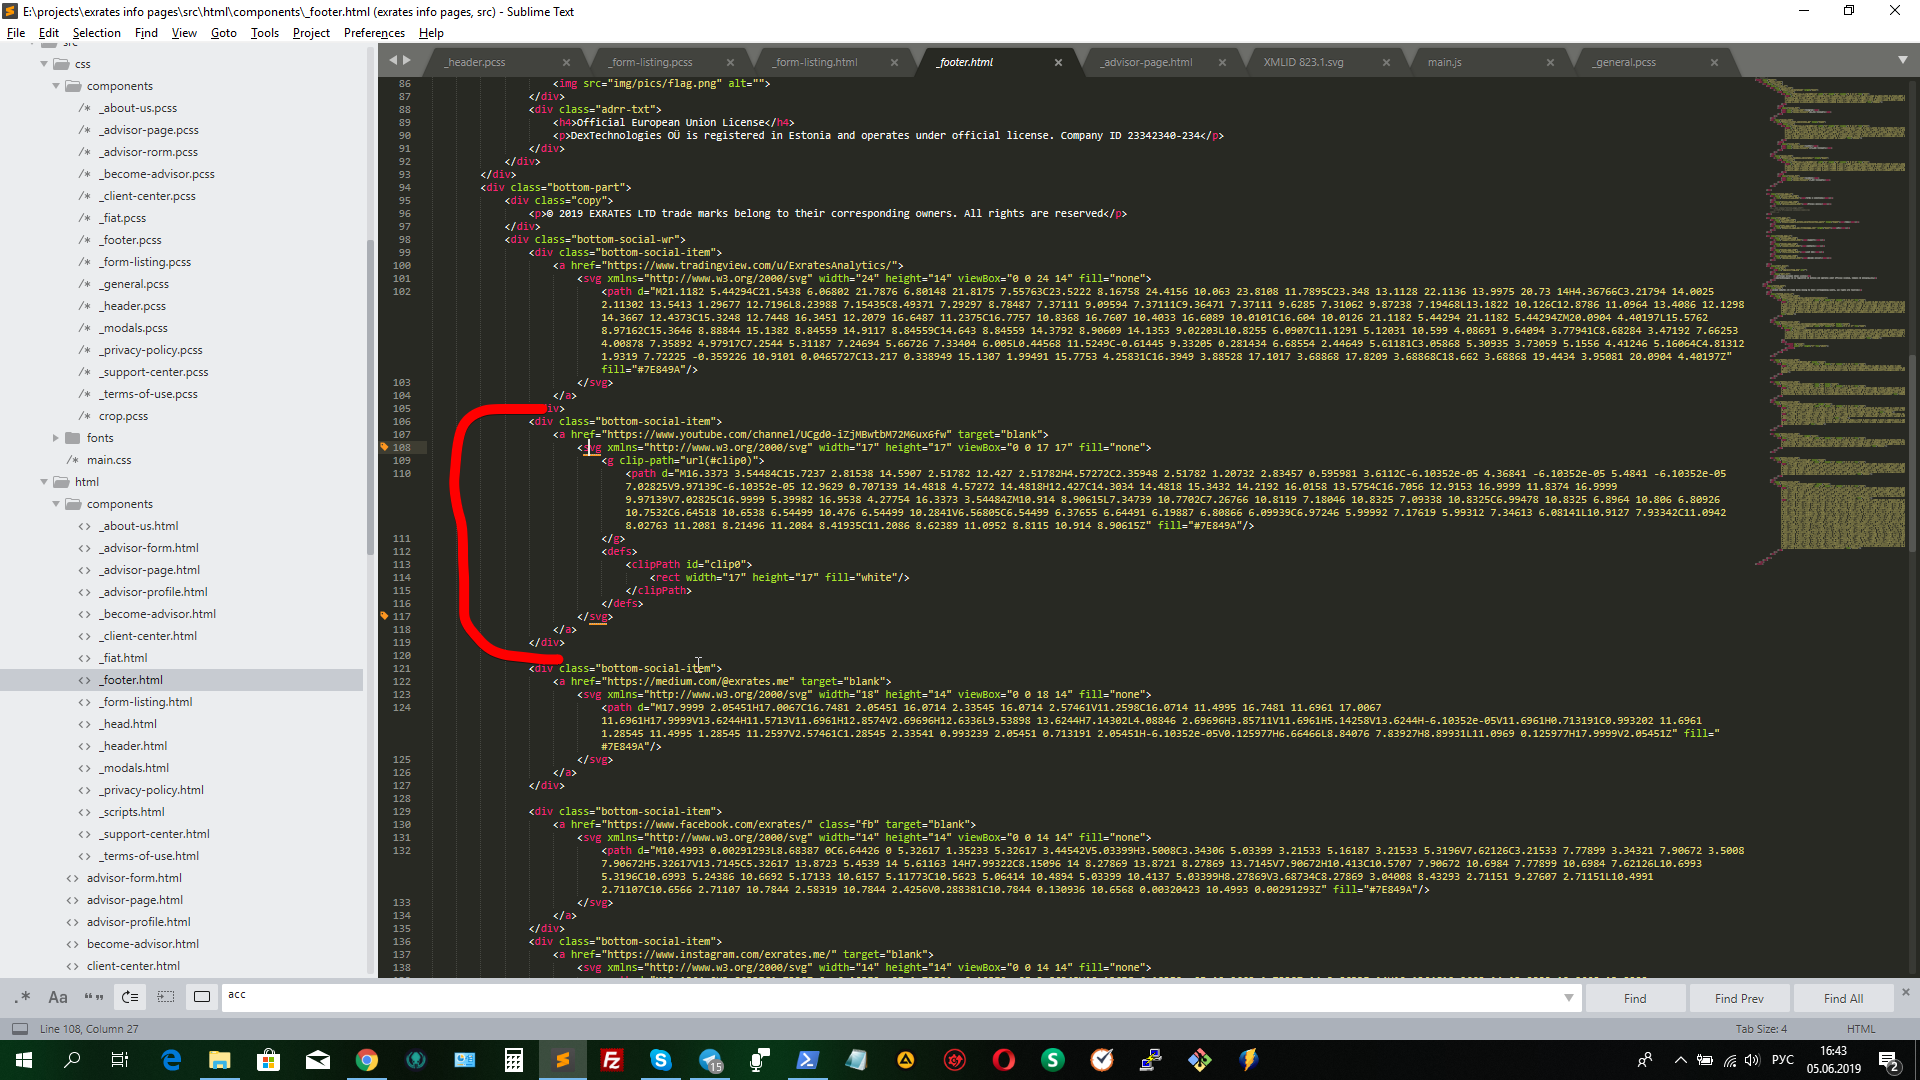 E:\projects\exrates info pages\src\html\components\_footer.html (exrates info pages, src) - Sublime Text
File Edit Selection Find View Goto Tools Project Preferences Help
src
css
components
/* _about-us.pcss
/* _advisor-page.pcss
/* _advisor-rorm.pcss
/* _become-advisor.pcss
/* _client-center.pcss
/* _fiat.pcss
/* _footer.pcss
/* _form-listing.pcss
/* _general.pcss
/* _header.pcss
/* _modals.pcss
/* _privacy-policy.pcss
/* _support-center.pcss
/* _terms-of-use.pcss
/* crop.pcss
fonts
/* main.css
html
components
<> _about-us.html
<> _advisor-form.html
<> _advisor-page.html
<> _advisor-profile.html
<> _become-advisor.html
<> _client-center.html
<> _fiat.html
<> _footer.html
<> _form-listing.html
<> _head.html
<> _header.html
<> _modals.html
<> _privacy-policy.html
<> _scripts.html
<> _support-center.html
<> _terms-of-use.html
<> advisor-form.html
<> advisor-page.html
<> advisor-profile.html
<> become-advisor.html
<> client-center.html
_header.pcss _form-listing.pcss _form-listing.html _footer.html _advisor-page.html XMLID 823.1.svg main.js _general.pcss
86 <img src="img/pics/flag.png" alt="">
87 </div>
88 <div class="adrr-txt">
89 <h4>Official European Union License</h4>
90 <p>DexTechnologies OÜ is registered in Estonia and operates under official license. Company ID 23342340-234</p>
91 </div>
92 </div>
93 </div>
94 <div class="bottom-part">
95 <div class="copy">
96 <p>© 2019 EXRATES LTD trade marks belong to their corresponding owners. All rights are reserved</p>
97 </div>
98 <div class="bottom-social-wr">
99 <div class="bottom-social-item">
100 <a href="https://www.tradingview.com/u/ExratesAnalytics/">
101 <svg xmlns="http://www.w3.org/2000/svg" width="24" height="14" viewBox="0 0 24 14" fill="none">
102 <path d="M21.1182 5.44294C21.5438 6.06802 21.7876 6.80148 21.8175 7.55763C23.5222 8.16758 24.4156 10.063 23.8108 11.7895C23.348 13.1128 22.1136 13.9975 20.73 14H4.36766C3.21794 14.0025
2.11302 13.5413 1.29677 12.7196L8.23988 7.15435C8.49371 7.29297 8.78487 7.37111 9.09594 7.37111C9.36471 7.37111 9.6285 7.31062 9.87238 7.19468L13.1822 10.126C12.8786 11.0964 13.4086 12.1298
14.3667 12.4373C15.3248 12.7448 16.3451 12.2079 16.6487 11.2375C16.7757 10.8368 16.7607 10.4033 16.6089 10.0101C16.604 10.0126 21.1182 5.44294 21.1182 5.44294ZM20.0904 4.40197L15.5762
8.97162C15.3646 8.88844 15.1382 8.84559 14.9117 8.84559C14.643 8.84559 14.3792 8.90609 14.1353 9.02203L10.8255 6.0907C11.1291 5.12031 10.599 4.08691 9.64094 3.77941C8.68284 3.47192 7.66253
4.00878 7.35892 4.97917C7.2544 5.31187 7.24694 5.66726 7.33404 6.005L0.44568 11.5249C-0.61445 9.33205 0.281434 6.68554 2.44649 5.61181C3.05868 5.30935 3.73059 5.1556 4.41246 5.16064C4.81312
1.9319 7.72225 -0.359226 10.9101 0.0465727C13.217 0.338949 15.1307 1.99491 15.7753 4.25831C16.3949 3.88528 17.1017 3.68868 17.8209 3.68868C18.662 3.68868 19.4434 3.95081 20.0904 4.40197Z"
fill="#7E849A"/>
103 </svg>
104 </a>
105 iv>
106 <div class="bottom-social-item">
107 <a href="https://www.youtube.com/channel/UCgd0-iZjMBwtbM72M6ux6fw" target="blank">
108 <svg xmlns="http://www.w3.org/2000/svg" width="17" height="17" viewBox="0 0 17 17" fill="none">
109 <g clip-path="url(#clip0)">
110 <path d="M16.3373 3.54484C15.7237 2.81538 14.5907 2.51782 12.427 2.51782H4.57272C2.35948 2.51782 1.20732 2.83457 0.595981 3.6112C-6.10352e-05 4.36841 -6.10352e-05 5.4841 -6.10352e-05
7.02825V9.97139C-6.10352e-05 12.9629 0.707139 14.4818 4.57272 14.4818H12.427C14.3034 14.4818 15.3432 14.2192 16.0158 13.5754C16.7056 12.9153 16.9999 11.8374 16.9999
9.97139V7.02825C16.9999 5.39982 16.9538 4.27754 16.3373 3.54484ZM10.914 8.90615L7.34739 10.7702C7.26766 10.8119 7.18046 10.8325 7.09338 10.8325C6.99478 10.8325 6.8964 10.806 6.80926
10.7532C6.64518 10.6538 6.54499 10.476 6.54499 10.2841V6.56805C6.54499 6.37655 6.64491 6.19887 6.80866 6.09939C6.97246 5.99992 7.17619 5.99312 7.34613 6.08141L10.9127 7.93342C11.0942
8.02763 11.2081 8.21496 11.2084 8.41935C11.2086 8.62389 11.0952 8.8115 10.914 8.90615Z" fill="#7E849A"/>
111 </g>
112 <defs>
113 <clipPath id="clip0">
114 <rect width="17" height="17" fill="white"/>
115 </clipPath>
116 </defs>
117 </svg>
118 </a>
119 </div>
120
121 <div class="bottom-social-item">
122 <a href="https://medium.com/@exrates.me" target="blank">
123 <svg xmlns="http://www.w3.org/2000/svg" width="18" height="14" viewBox="0 0 18 14" fill="none">
124 <path d="M17.9999 2.05451H17.0067C16.7481 2.05451 16.0714 2.33545 16.0714 2.57461V11.2598C16.0714 11.4995 16.7481 11.6961 17.0067
11.6961H17.9999V13.6244H11.5713V11.6961H12.8574V2.69696H12.6336L9.53898 13.6244H7.14302L4.08846 2.69696H3.85711V11.6961H5.14258V13.6244H-6.10352e-05V11.6961H0.713191C0.993202 11.6961
1.28545 11.4995 1.28545 11.2597V2.57461C1.28545 2.33541 0.993239 2.05451 0.713191 2.05451H-6.10352e-05V0.125977H6.66466L8.84076 7.83927H8.89931L11.0969 0.125977H17.9999V2.05451Z" fill="
#7E849A"/>
125 </svg>
126 </a>
127 </div>
128
129 <div class="bottom-social-item">
130 <a href="https://www.facebook.com/exrates/" class="fb" target="blank">
131 <svg xmlns="http://www.w3.org/2000/svg" width="14" height="14" viewBox="0 0 14 14" fill="none">
132 <path d="M10.4993 0.00291293L8.68387 0C6.64426 0 5.32617 1.35233 5.32617 3.44542V5.03399H3.5008C3.34306 5.03399 3.21533 5.16187 3.21533 5.3196V7.62126C3.21533 7.77899 3.34321 7.90672 3.5008
7.90672H5.32617V13.7145C5.32617 13.8723 5.4539 14 5.61163 14H7.99322C8.15096 14 8.27869 13.8721 8.27869 13.7145V7.90672H10.413C10.5707 7.90672 10.6984 7.77899 10.6984 7.62126L10.6993
5.3196C10.6993 5.24386 10.6692 5.17133 10.6157 5.11773C10.5623 5.06414 10.4894 5.03399 10.4137 5.03399H8.27869V3.68734C8.27869 3.04008 8.43293 2.71151 9.27607 2.71151L10.4991
2.71107C10.6566 2.71107 10.7844 2.58319 10.7844 2.4256V0.288381C10.7844 0.130936 10.6568 0.00320423 10.4993 0.00291293Z" fill="#7E849A"/>
133 </svg>
134 </a>
135 </div>
136 <div class="bottom-social-item">
137 <a href="https://www.instagram.com/exrates.me/" target="blank">
138 <svg xmlns="http://www.w3.org/2000/svg" width="14" height="14" viewBox="0 0 14 14" fill="none">
.* Aa “” acc Find Find Prev Find All
Line 108, Column 27 Tab Size: 4 HTML
15 РУС 16:43 2
05.06.2019